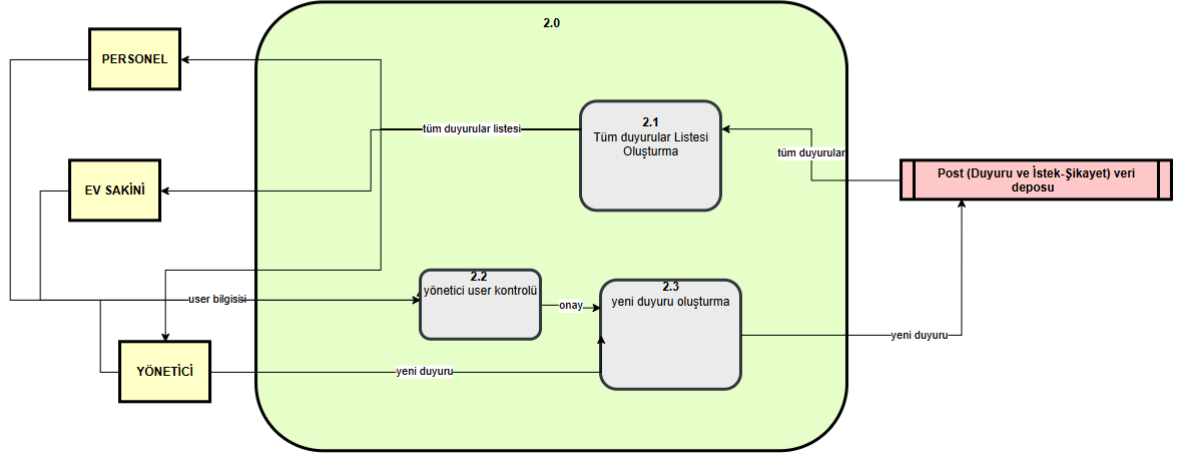 2.0
PERSONEL
2.1
Tüm duyurular Listesi
Oluşturma
tüm duyurular listesi
tüm duyurular
EV SAKİNİ
Post (Duyuru ve İstek-Şikayet) veri
deposu
2.2
yönetici user kontrolü
2.3
yeni duyuru oluşturma
user bilgisisi
onay
yeni duyuru
YÖNETİCİ
yeni duyuru